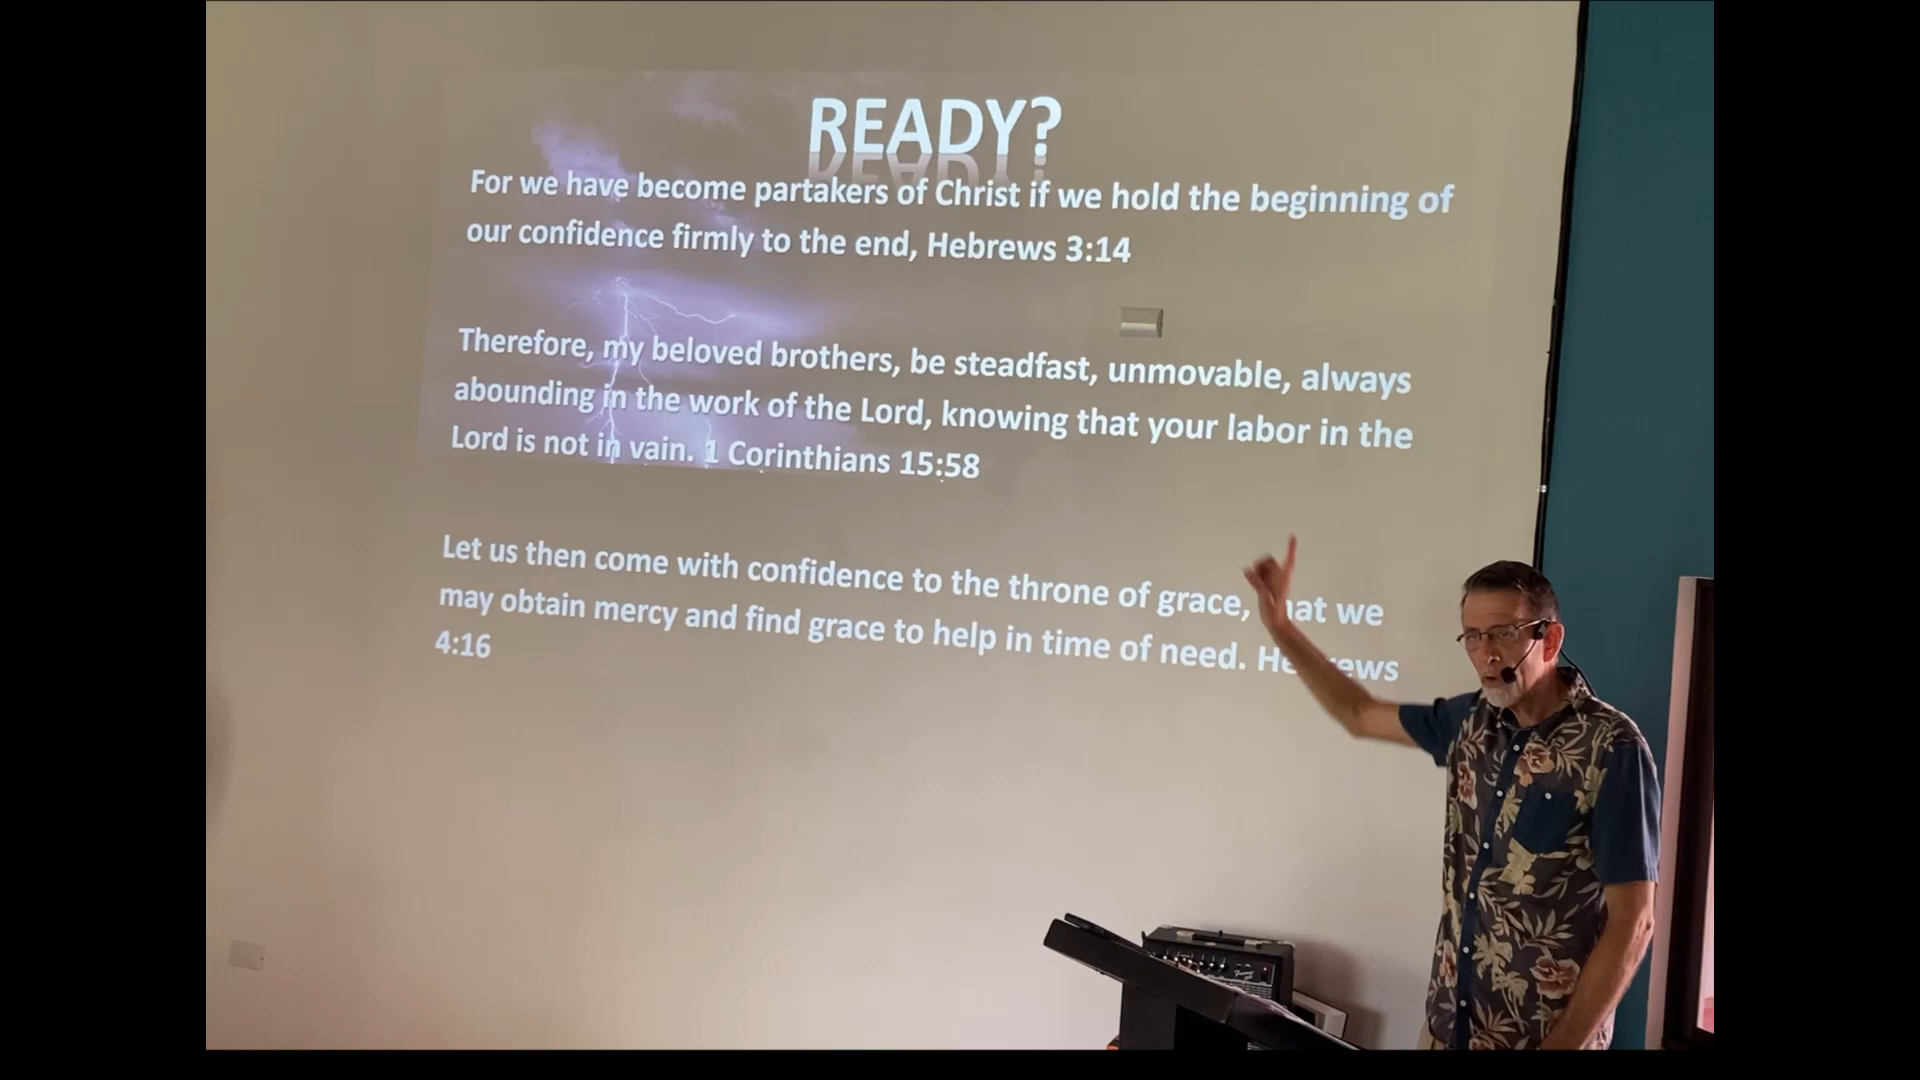 READY?
For we have become partakers of Christ if we hold the beginning of
our confidence firmly to the end, Hebrews 3:14
Therefore, my beloved brothers, be steadfast, unmovable, always
abounding in the work of the Lord, knowing that your labor in the
Lord is not in vain. 1 Corinthians 15:58
Let us then come with confidence to the throne of grace, that we
may obtain mercy and find grace to help in time of need. Hebrews
4:16